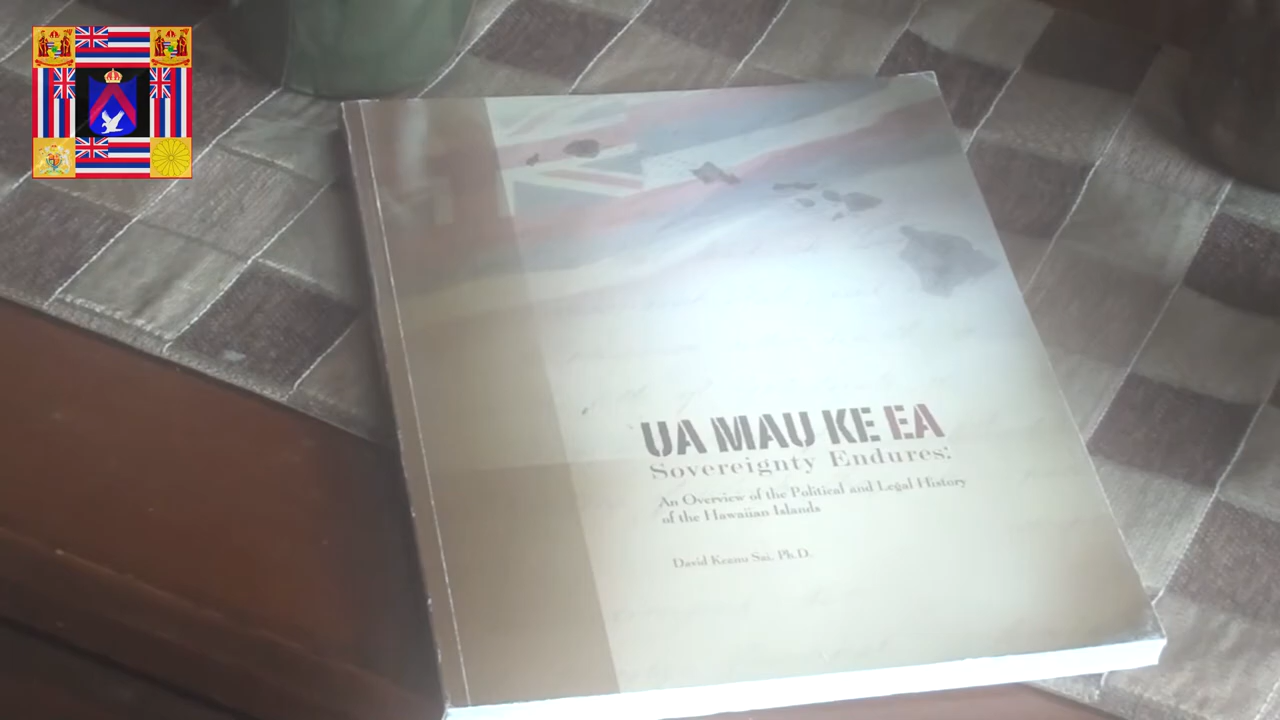 UA MAU KE EA
Sovereignty Endures:
An Overview of the Political and Legal History
of the Hawaiian Islands
David Keanu Sai, Ph.D.